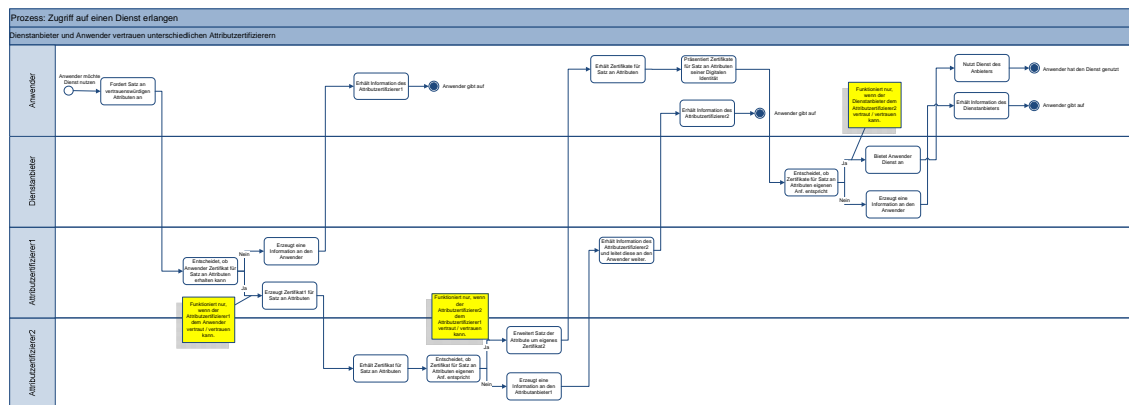 Prozess: Zugriff auf einen Dienst erlangen
Dienstanbieter und Anwender vertrauen unterschiedlichen Attributzertifizierern
Anwender
Anwender möchte
Dienst nutzen
Fordert Satz an
vertrauenswürdigen
Attributen an
Erhält Information des
Attributzertifizierer1
Anwender gibt auf
Erhält Zertifikate für
Satz an Attributen
Präsentiert Zertifikate
für Satz an Attributen
seiner Digitalen
Identität
Erhält Information des
Attributzertifizierer2
Anwender gibt auf
Funktioniert nur,
wenn der
Dienstanbieter dem
Attributzertifizierer2
vertraut / vertrauen
kann.
Nutzt Dienst des
Anbieters
Anwender hat den Dienst genutzt
Erhält Information des
Dienstanbieters
Anwender gibt auf
Dienstanbieter
Entscheidet, ob
Zertifikate für Satz an
Attributen eigenen
Anf. entspricht
Ja
Nein
Bietet Anwender
Dienst an
Erzeugt eine
Information an den
Anwender
Attributzertifizierer1
Entscheidet, ob
Anwender Zertifikat für
Satz an Attributen
erhalten kann
Nein
Ja
Erzeugt eine
Information an den
Anwender
Erzeugt Zertifikat1 für
Satz an Attributen
Funktioniert nur,
wenn der
Attributzertifizierer1
dem Anwender
vertraut / vertrauen
kann.
Erhält Information des
Attributzertifizierer2
und leitet diese an den
Anwender weiter.
Funktioniert nur, wenn
der
Attributzertifizierer2
dem
Attributzertifizierer1
vertraut / vertrauen
kann.
Attributzertifizierer2
Erhält Zertifikat für
Satz an Attributen
Entscheidet, ob
Zertifikat für Satz an
Attributen eigenen
Anf. entspricht
Ja
Nein
Erweitert Satz der
Attribute um eigenes
Zertifikat2
Erzeugt eine
Information an den
Attributanbieter1